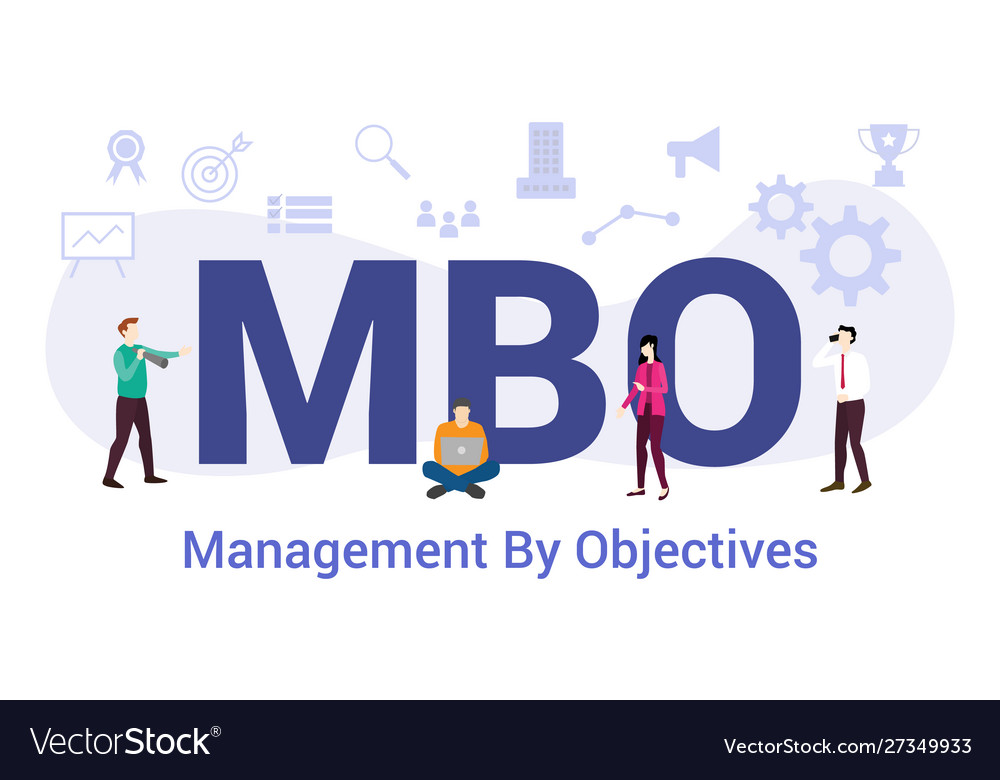 MBO
Management By Objectives
VectorStock®
VectorStock.com/27349933